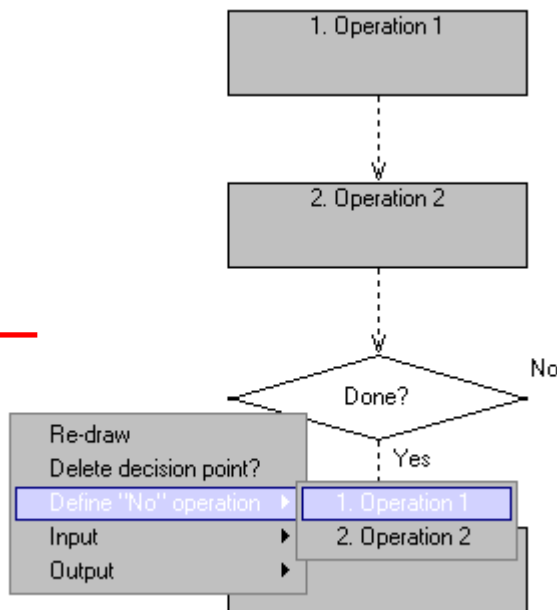 1. Operation 1
2. Operation 2
No
Done?
Yes
Re-draw
Delete decision point?
Define "No" operation
Input
Output
1. Operation 1
2. Operation 2